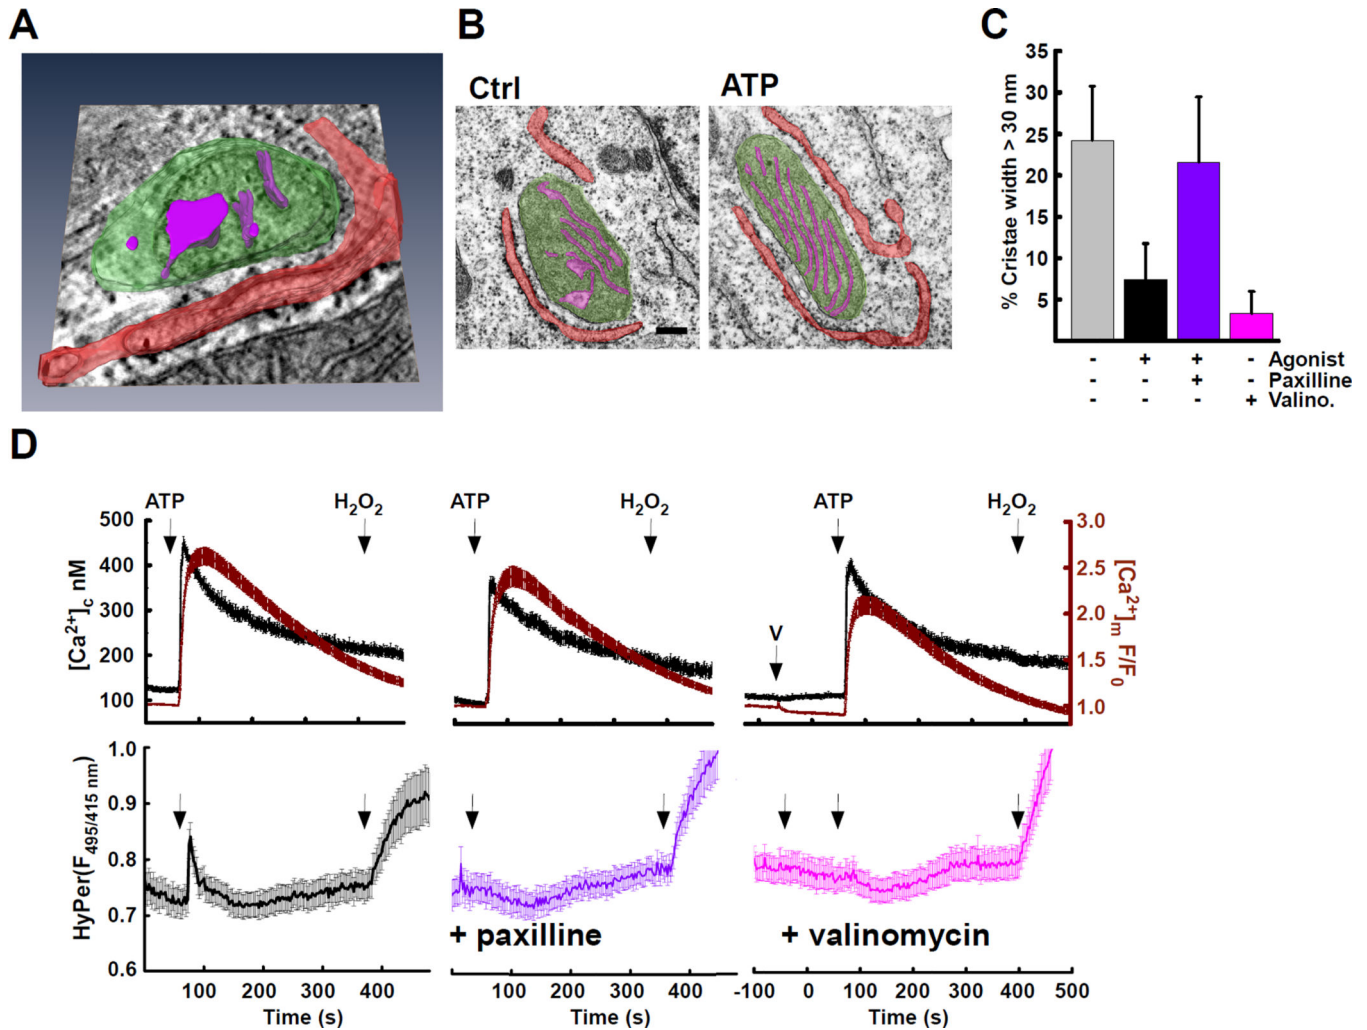 A
B
C
Ctrl
ATP
% Cristae width > 30 nm
35
30
25
20
15
10
5
- + + - Agonist
- - + - Paxilline
- - - + Valino.
D
ATP
H2O2
ATP
H2O2
ATP
H2O2
V
[Ca2+]c nM
500
400
300
200
100
3.0
2.5
2.0
1.5
1.0
[Ca2+]m F/F0
HyPer(F495/415 nm)
1.0
0.9
0.8
0.7
0.6
+ paxilline
+ valinomycin
100 200 300 400
100 200 300 400
-100 0 100 200 300 400 500
Time (s)
Time (s)
Time (s)